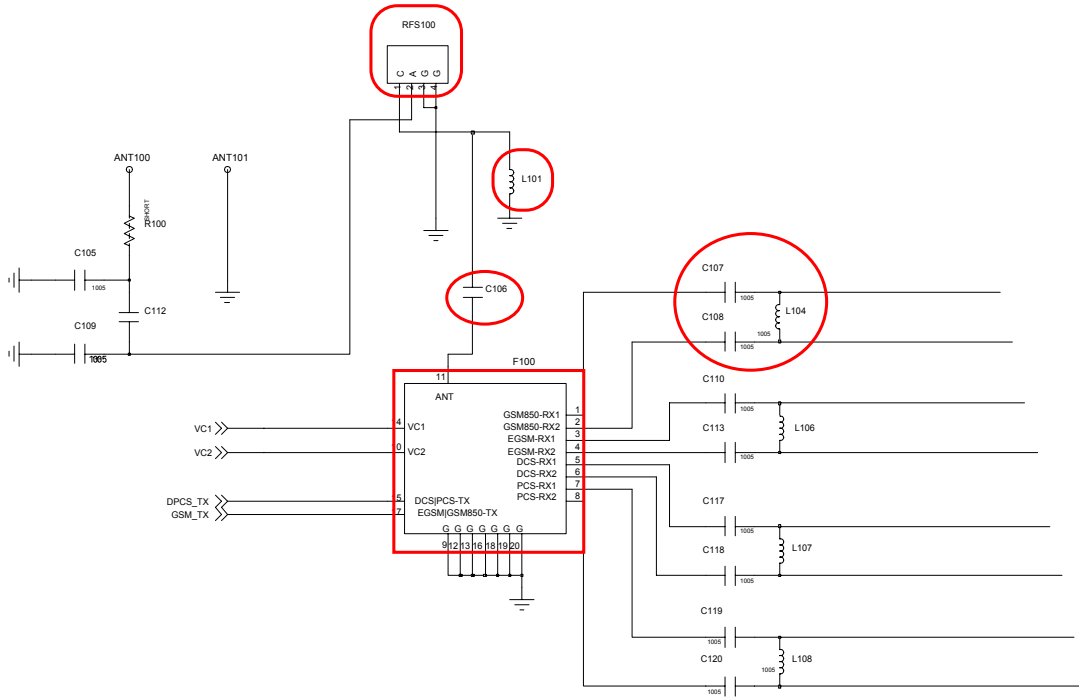 RFS100
C A G G
1 2 3 4
ANT100
ANT101
L101
SHORT
R100
C105
1005
C112
C109
C106
C107
1005
L104
C108
1005
1005
F100
11
ANT
C110
1005
L106
C113
1005
VC1
4
VC1
GSM850-RX1
1
GSM850-RX2
2
EGSM-RX1
3
VC2
0
VC2
EGSM-RX2
4
DCS-RX1
5
DCS-RX2
6
PCS-RX1
7
PCS-RX2
8
DPCS_TX
5
DCS|PCS-TX
GSM_TX
7
EGSM|GSM850-TX
G G G G G G G
9 12 13 16 18 19 20
C117
1005
L107
C118
1005
C119
1005
L108
C120
1005
1005